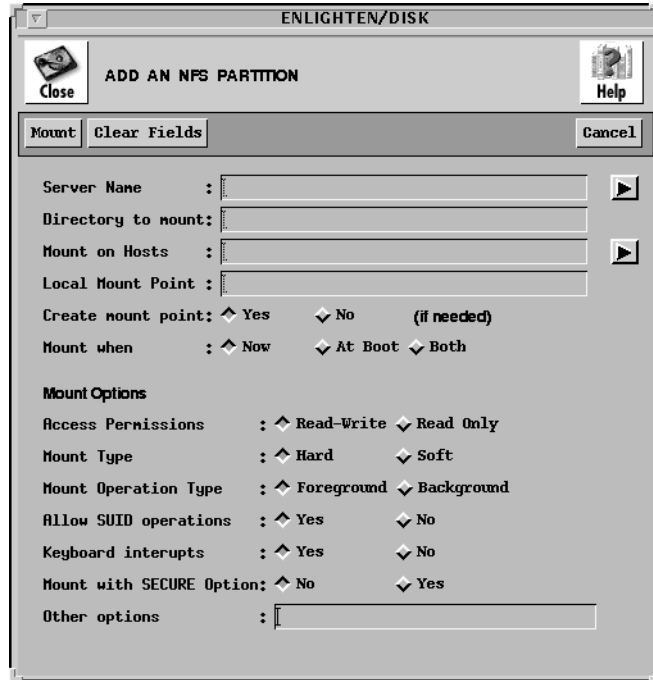 ENLIGHTEN/DISK
Close
ADD AN NFS PARTITION
Help
Mount Clear Fields Cancel
Server Name :
Directory to mount:
Mount on Hosts :
Local Mount Point :
Create mount point: Yes No (if needed)
Mount when : Now At Boot Both
Mount Options
Access Permissions : Read-Write Read Only
Mount Type : Hard Soft
Mount Operation Type : Foreground Background
Allow SUID operations : Yes No
Keyboard interupts : Yes No
Mount with SECURE Option: No Yes
Other options :